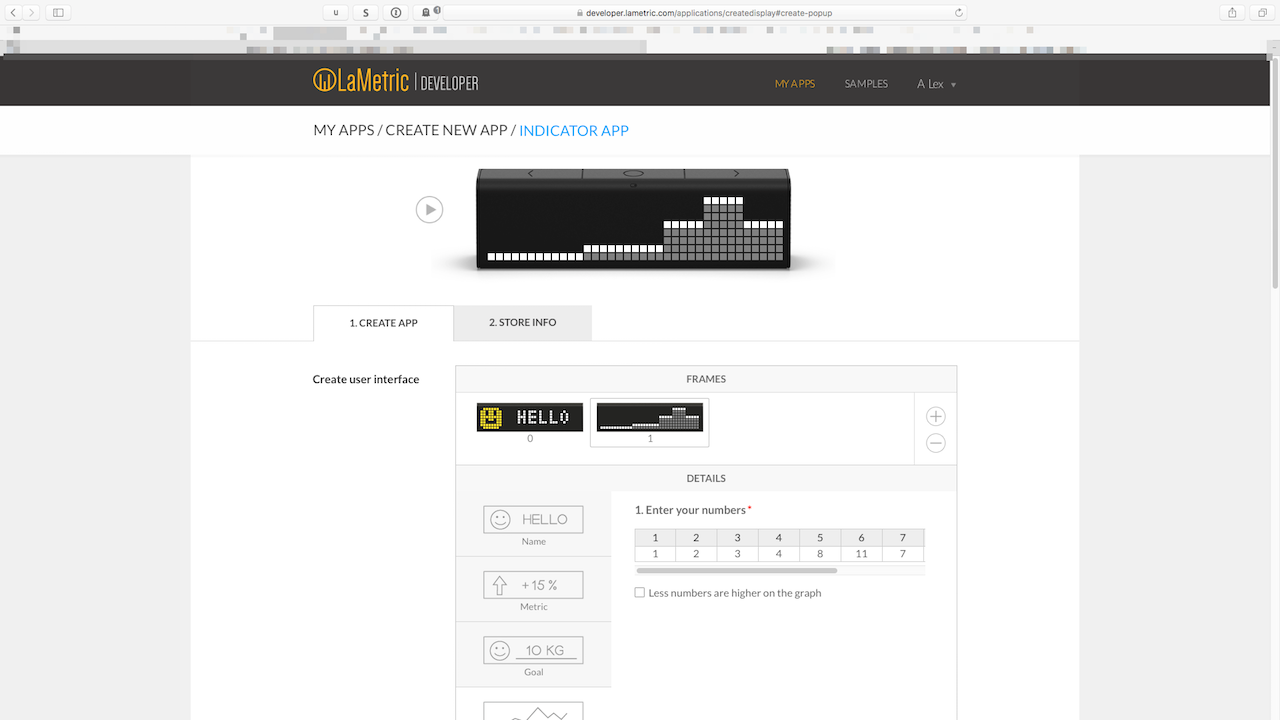 u S 1 developer.lametric.com/applications/createdisplay#create-popup
LaMetric | DEVELOPER MY APPS SAMPLES A Lex
MY APPS / CREATE NEW APP / INDICATOR APP
1. CREATE APP 2. STORE INFO
Create user interface
FRAMES
HELLO
0 1
DETAILS
HELLO
Name
+ 15 %
Metric
10 KG
Goal
1. Enter your numbers*
1 2 3 4 5 6 7
1 2 3 4 8 11 7
Less numbers are higher on the graph